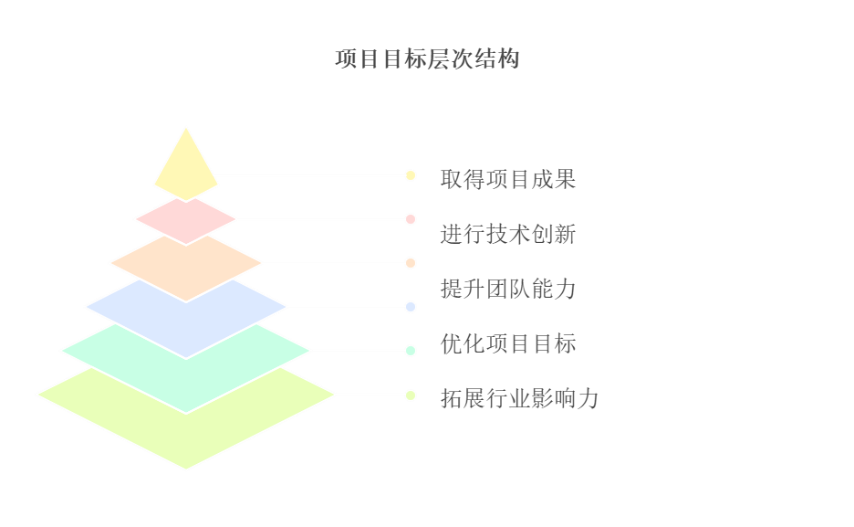 项目目标层次结构
取得项目成果
进行技术创新
提升团队能力
优化项目目标
拓展行业影响力